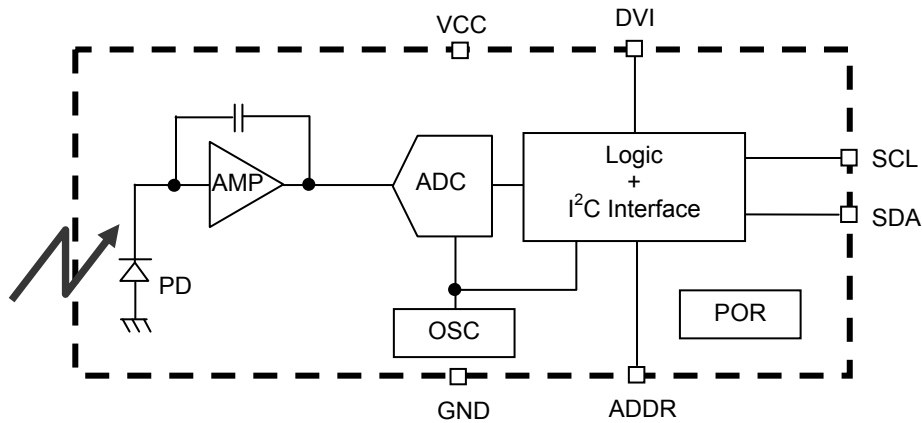 VCC
DVI
AMP
ADC
Logic
+
I²C Interface
SCL
SDA
PD
OSC
POR
GND
ADDR